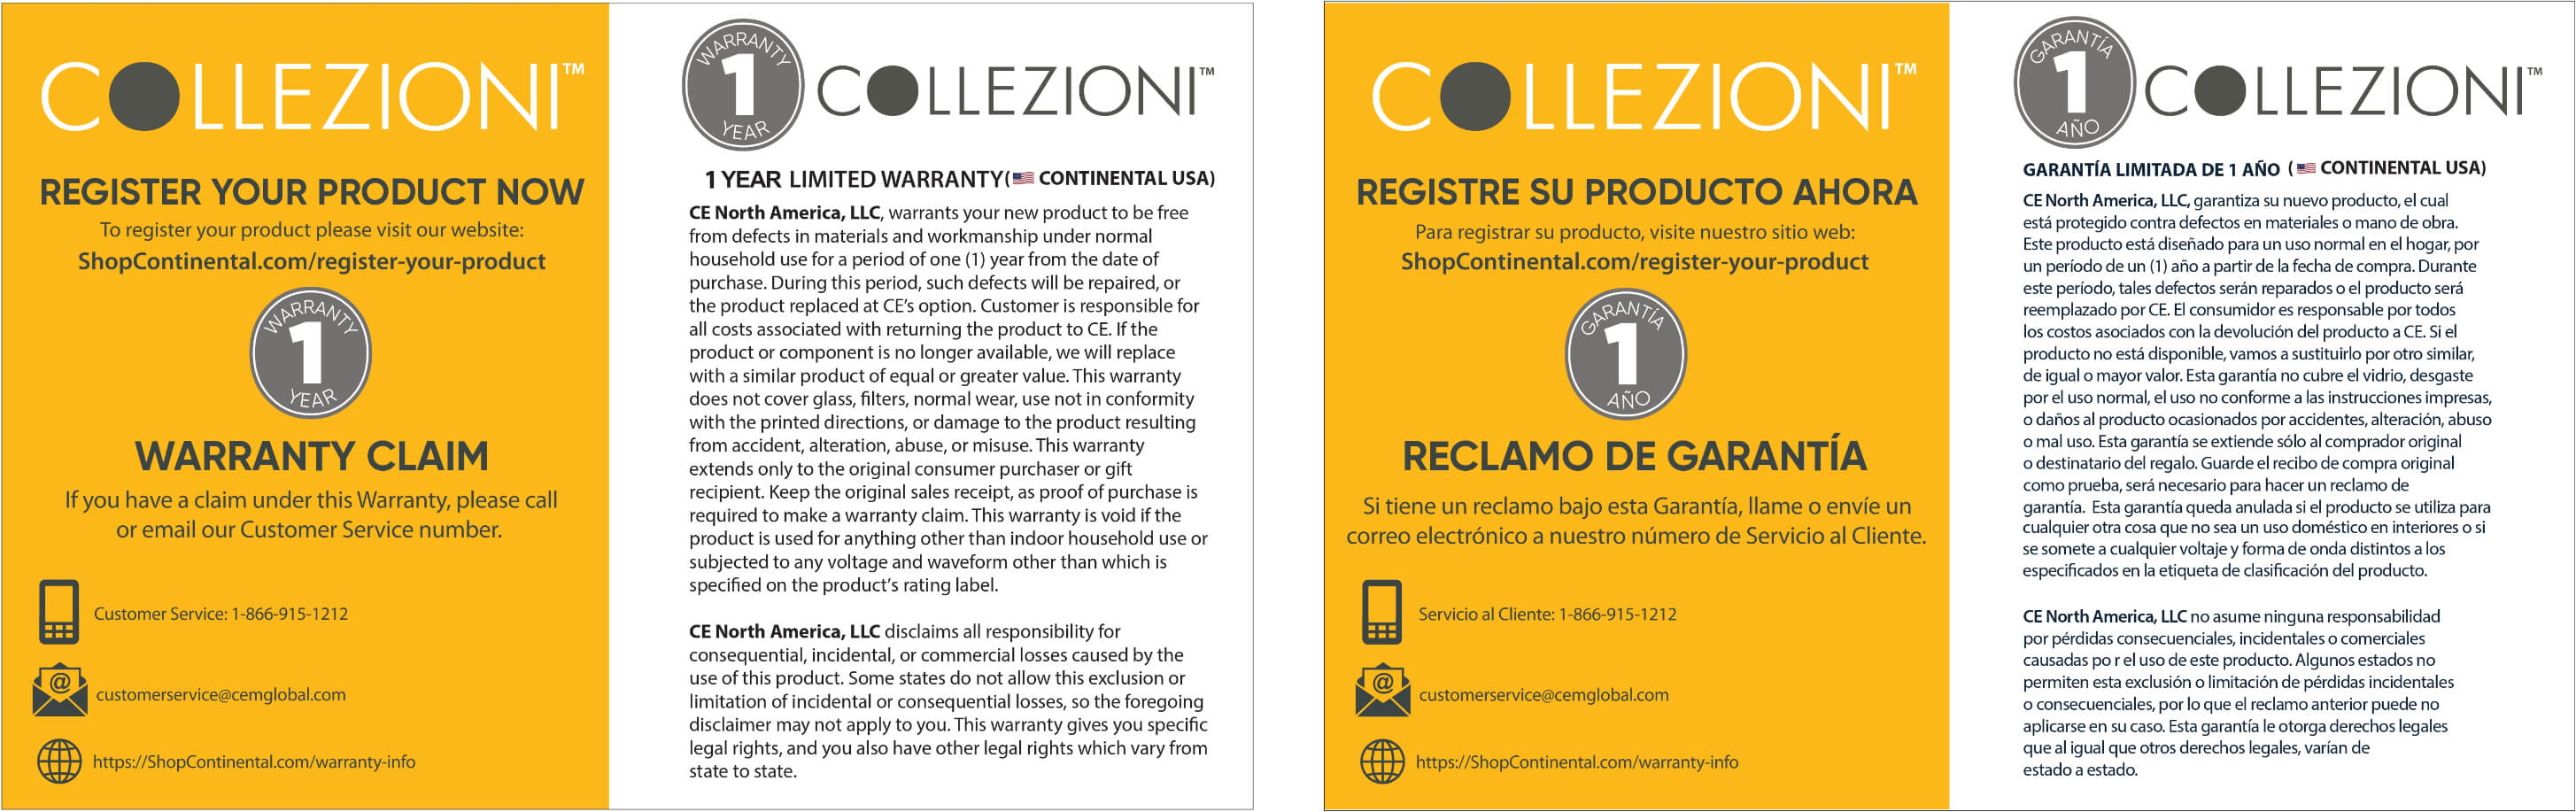 COLLEZIONI™
REGISTER YOUR PRODUCT NOW
To register your product please visit our website:
ShopContinental.com/register-your-product
WARRANTY
1
YEAR
WARRANTY CLAIM
If you have a claim under this Warranty, please call
or email our Customer Service number.
Customer Service: 1-866-915-1212
customerservice@cemglobal.com
https://ShopContinental.com/warranty-info
WARRANTY
1
YEAR
COLLEZIONI™
1 YEAR LIMITED WARRANTY( CONTINENTAL USA)
CE North America, LLC, warrants your new product to be free
from defects in materials and workmanship under normal
household use for a period of one (1) year from the date of
purchase. During this period, such defects will be repaired, or
the product replaced at CE's option. Customer is responsible for
all costs associated with returning the product to CE. If the
product or component is no longer available, we will replace
with a similar product of equal or greater value. This warranty
does not cover glass, filters, normal wear, use not in conformity
with the printed directions, or damage to the product resulting
from accident, alteration, abuse, or misuse. This warranty
extends only to the original consumer purchaser or gift
recipient. Keep the original sales receipt, as proof of purchase is
required to make a warranty claim. This warranty is void if the
product is used for anything other than indoor household use or
subjected to any voltage and waveform other than which is
specified on the product's rating label.
CE North America, LLC disclaims all responsibility for
consequential, incidental, or commercial losses caused by the
use of this product. Some states do not allow this exclusion or
limitation of incidental or consequential losses, so the foregoing
disclaimer may not apply to you. This warranty gives you specific
legal rights, and you also have other legal rights which vary from
state to state.
COLLEZIONI™
REGISTRE SU PRODUCTO AHORA
Para registrar su producto, visite nuestro sitio web:
ShopContinental.com/register-your-product
GARANTÍA
1
AÑO
RECLAMO DE GARANTÍA
Si tiene un reclamo bajo esta Garantía, llame o envíe un
correo electrónico a nuestro número de Servicio al Cliente.
Servicio al Cliente: 1-866-915-1212
customerservice@cemglobal.com
https://ShopContinental.com/warranty-info
GARANTÍA
1
AÑO
COLLEZIONI™
GARANTÍA LIMITADA DE 1 AÑO ( CONTINENTAL USA)
CE North America, LLC, garantiza su nuevo producto, el cual
está protegido contra defectos en materiales o mano de obra.
Este producto está diseñado para un uso normal en el hogar, por
un período de un (1) año a partir de la fecha de compra. Durante
este período, tales defectos serán reparados o el producto será
reemplazado por CE. El consumidor es responsable por todos
los costos asociados con la devolución del producto a CE. Si el
producto no está disponible, vamos a sustituirlo por otro similar,
de igual o mayor valor. Esta garantía no cubre el vidrio, desgaste
por el uso normal, el uso no conforme a las instrucciones impresas,
o daños al producto ocasionados por accidentes, alteración, abuso
o mal uso. Esta garantía se extiende sólo al comprador original
o destinatario del regalo. Guarde el recibo de compra original
como prueba, será necesario para hacer un reclamo de
garantía. Esta garantía queda anulada si el producto se utiliza para
cualquier otra cosa que no sea un uso doméstico en interiores o si
se somete a cualquier voltaje y forma de onda distintos a los
especificados en la etiqueta de clasificación del producto.
CE North America, LLC no asume ninguna responsabilidad
por pérdidas consecuenciales, incidentales o comerciales
causadas po r el uso de este producto. Algunos estados no
permiten esta exclusión o limitación de pérdidas incidentales
o consecuenciales, por lo que el reclamo anterior puede no
aplicarse en su caso. Esta garantía le otorga derechos legales
que al igual que otros derechos legales, varían de
estado a estado.